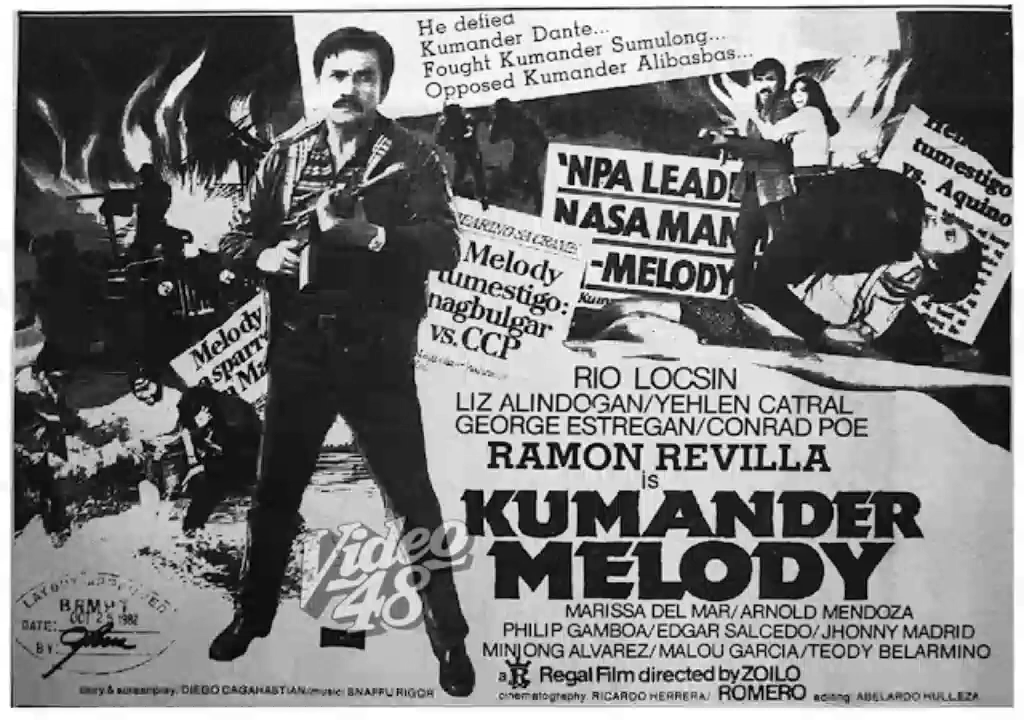 He defied
Kumander Dante...
Fought Kumander Sumulong...
Opposed Kumander Alibasbas...
'NPA LEADE
NASA MAN
-MELODY
tumestigo
vs. Aquino
Melody
tumestigo:
nagbulgar
vs. CCP
Melody
RIO LOCSIN
LIZ ALINDOGAN/YEHLEN CATRAL
GEORGE ESTREGAN/CONRAD POE
RAMON REVILLA
is
KUMANDER
MELODY
MARISSA DEL MAR/ARNOLD MENDOZA
PHILIP GAMBOA/EDGAR SALCEDO/JHONNY MADRID
MINIONG ALVAREZ/MALOU GARCIA/TEODY BELARMINO
a R Regal Film directed by ZOILO
ROMERO
cinematography: RICARDO HERRERA/
editing: ABELARDO HULLEZA
story & screenplay: DIEGO CAGAHASTIAN/music: SNAFFU RIGOR
Video
48
BRMPT
OCT 25 1982
DATE:
BY: